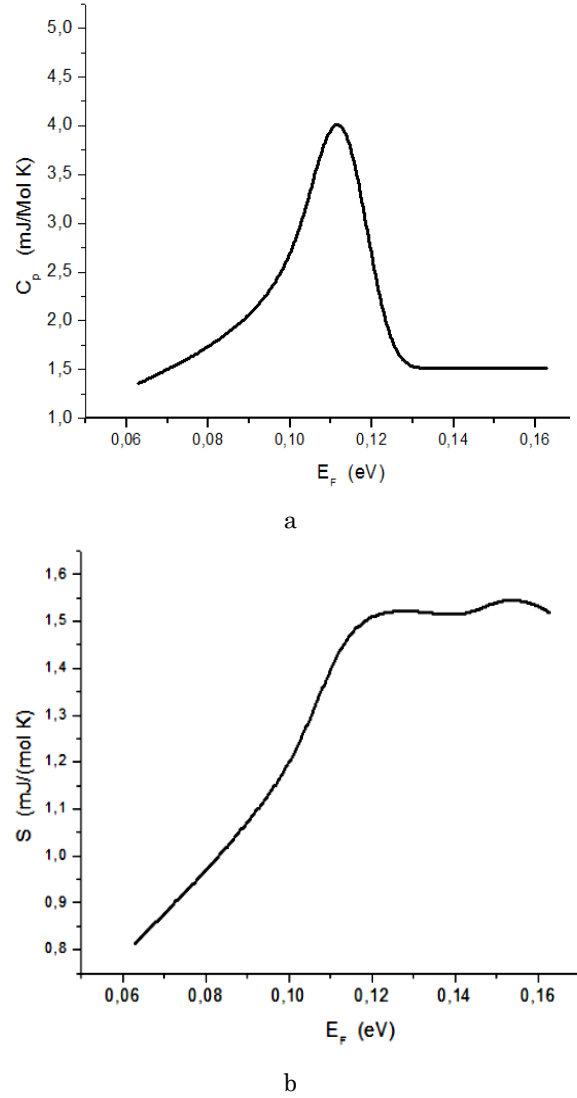 5,0
4,5
4,0
3,5
3,0
2,5
2,0
1,5
1,0
C_p (mJ/Mol K)
0,06 0,08 0,10 0,12 0,14 0,16
E_F (eV)
a
1,6
1,5
1,4
1,3
1,2
1,1
1,0
0,9
0,8
S (mJ/(mol K)
0,06 0,08 0,10 0,12 0,14 0,16
E_F (eV)
b